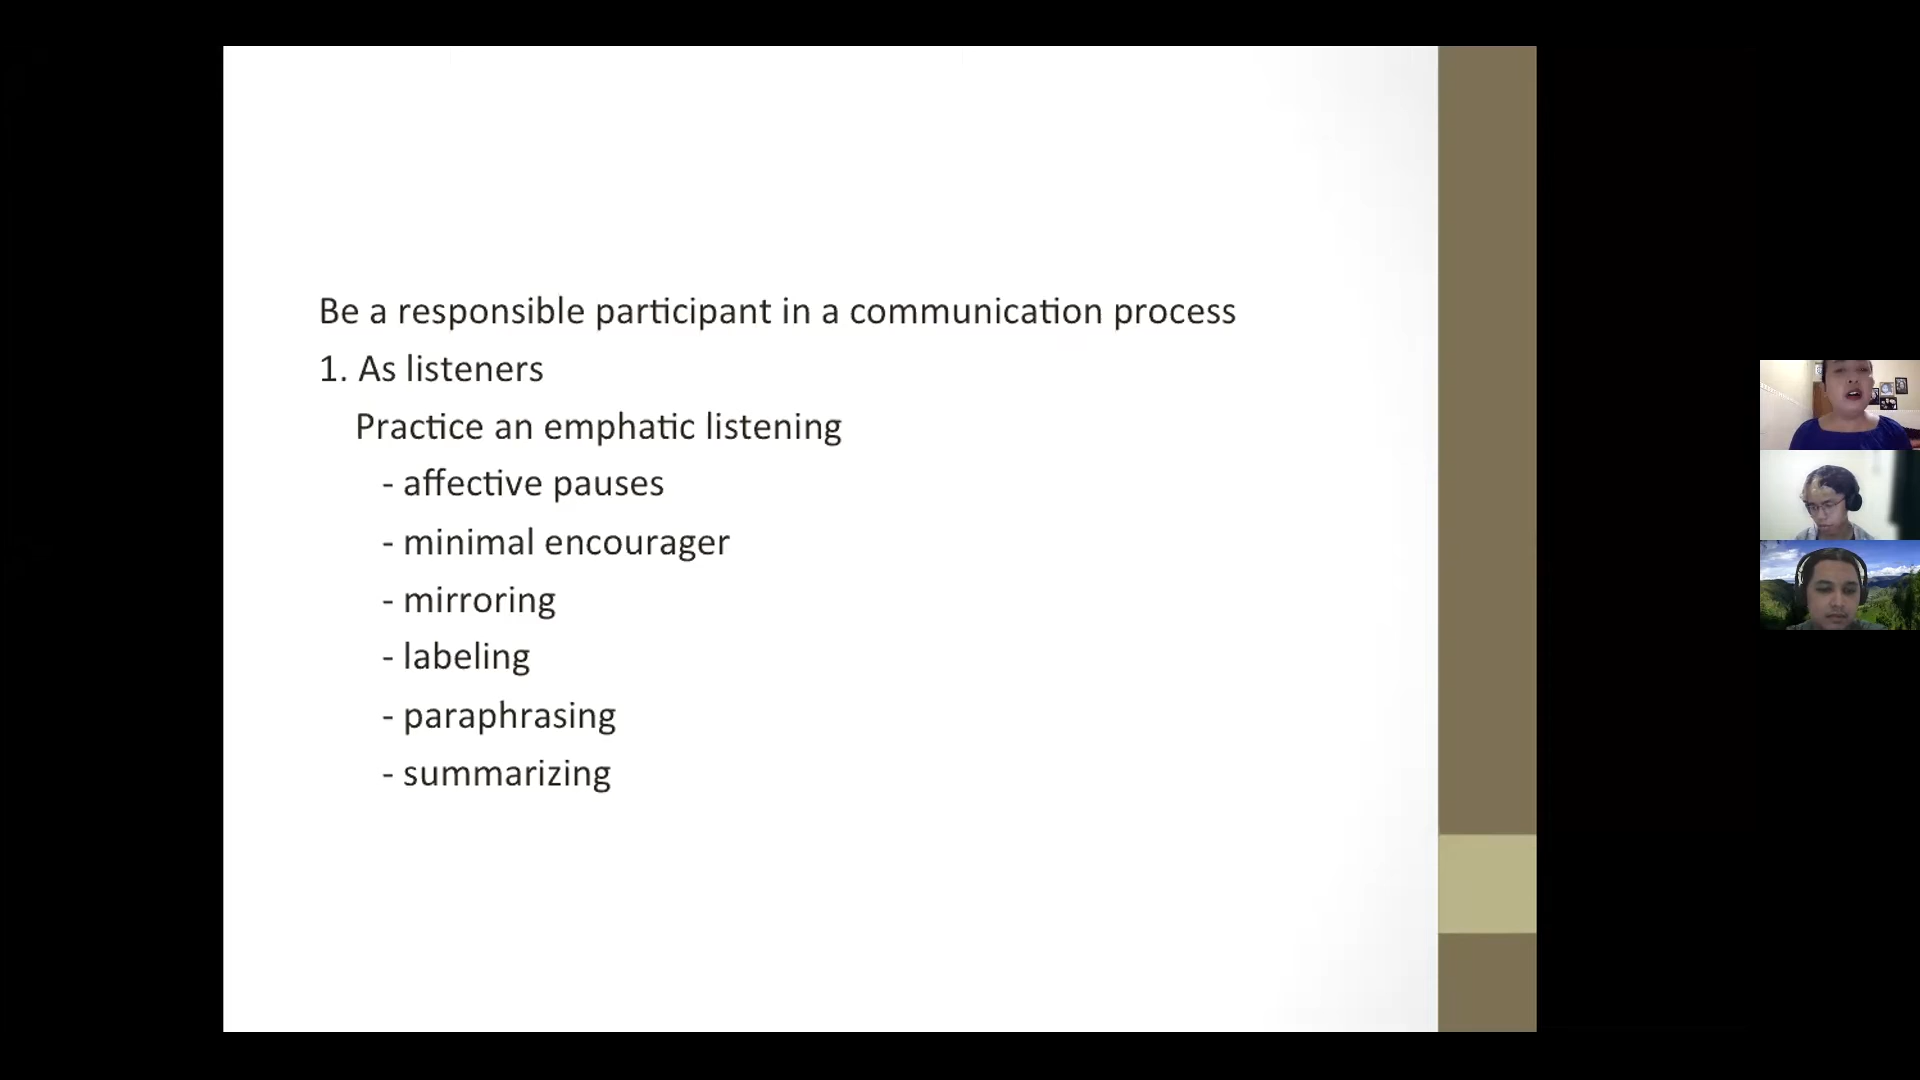 Be a responsible participant in a communication process
1. As listeners
Practice an emphatic listening
- affective pauses
- minimal encourager
- mirroring
- labeling
- paraphrasing
- summarizing